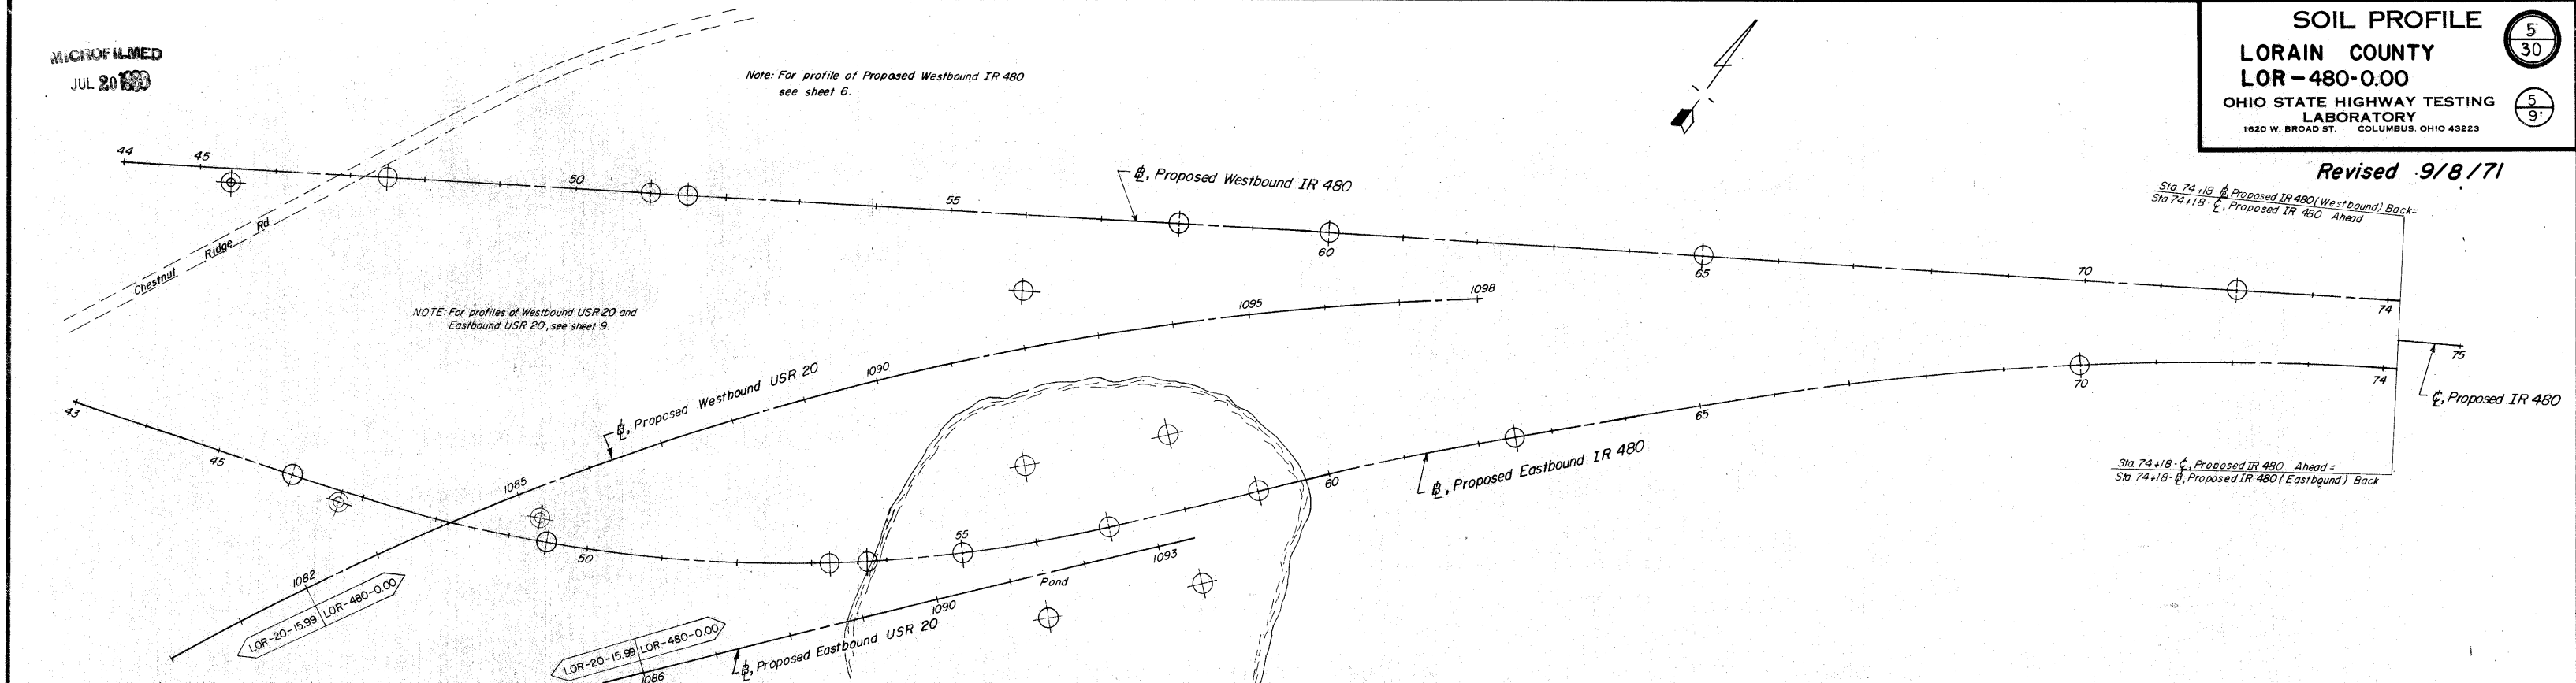 MICROFILMED
JUL 20
SOIL PROFILE
5
30
LORAIN COUNTY
LOR-480-0.00
OHIO STATE HIGHWAY TESTING
LABORATORY
1620 W. BROAD ST. COLUMBUS, OHIO 43223
5
9
Revised 9/8/71
Note: For profile of Proposed Westbound IR 480
see sheet 6.
44
45
50
55
60
65
70
74
℄, Proposed Westbound IR 480
Sta. 74+18 - ℄, Proposed IR 480 (Westbound) Back=
Sta. 74+18 - ℄, Proposed IR 480 Ahead
Chestnut Ridge Rd
NOTE: For profiles of Westbound USR 20 and
Eastbound USR 20, see sheet 9.
1082
1085
1090
1095
1098
℄, Proposed Westbound USR 20
75
℄, Proposed IR 480
43
45
50
55
60
65
70
74
℄, Proposed Eastbound IR 480
Sta. 74+18 - ℄, Proposed IR 480 Ahead =
Sta. 74+18 - ℄, Proposed IR 480 (Eastbound) Back
LOR-20-15.99
LOR-480-0.00
LOR-20-15.99
LOR-480-0.00
1086
1090
1093
Pond
℄, Proposed Eastbound USR 20